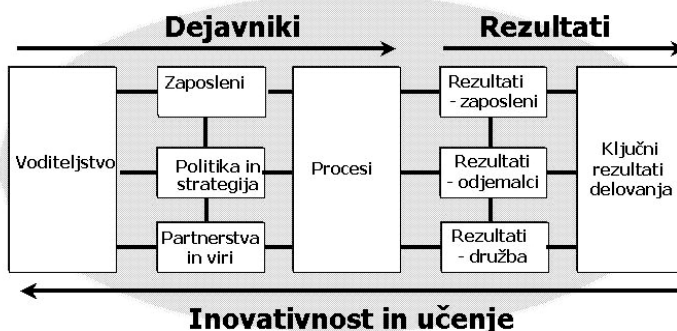 Dejavniki
Rezultati
Voditeljstvo
Zaposleni
Politika in
strategija
Partnerstva
in viri
Procesi
Rezultati
- zaposleni
Rezultati
- odjemalci
Rezultati
- družba
Ključni
rezultati
delovanja
Inovativnost in učenje